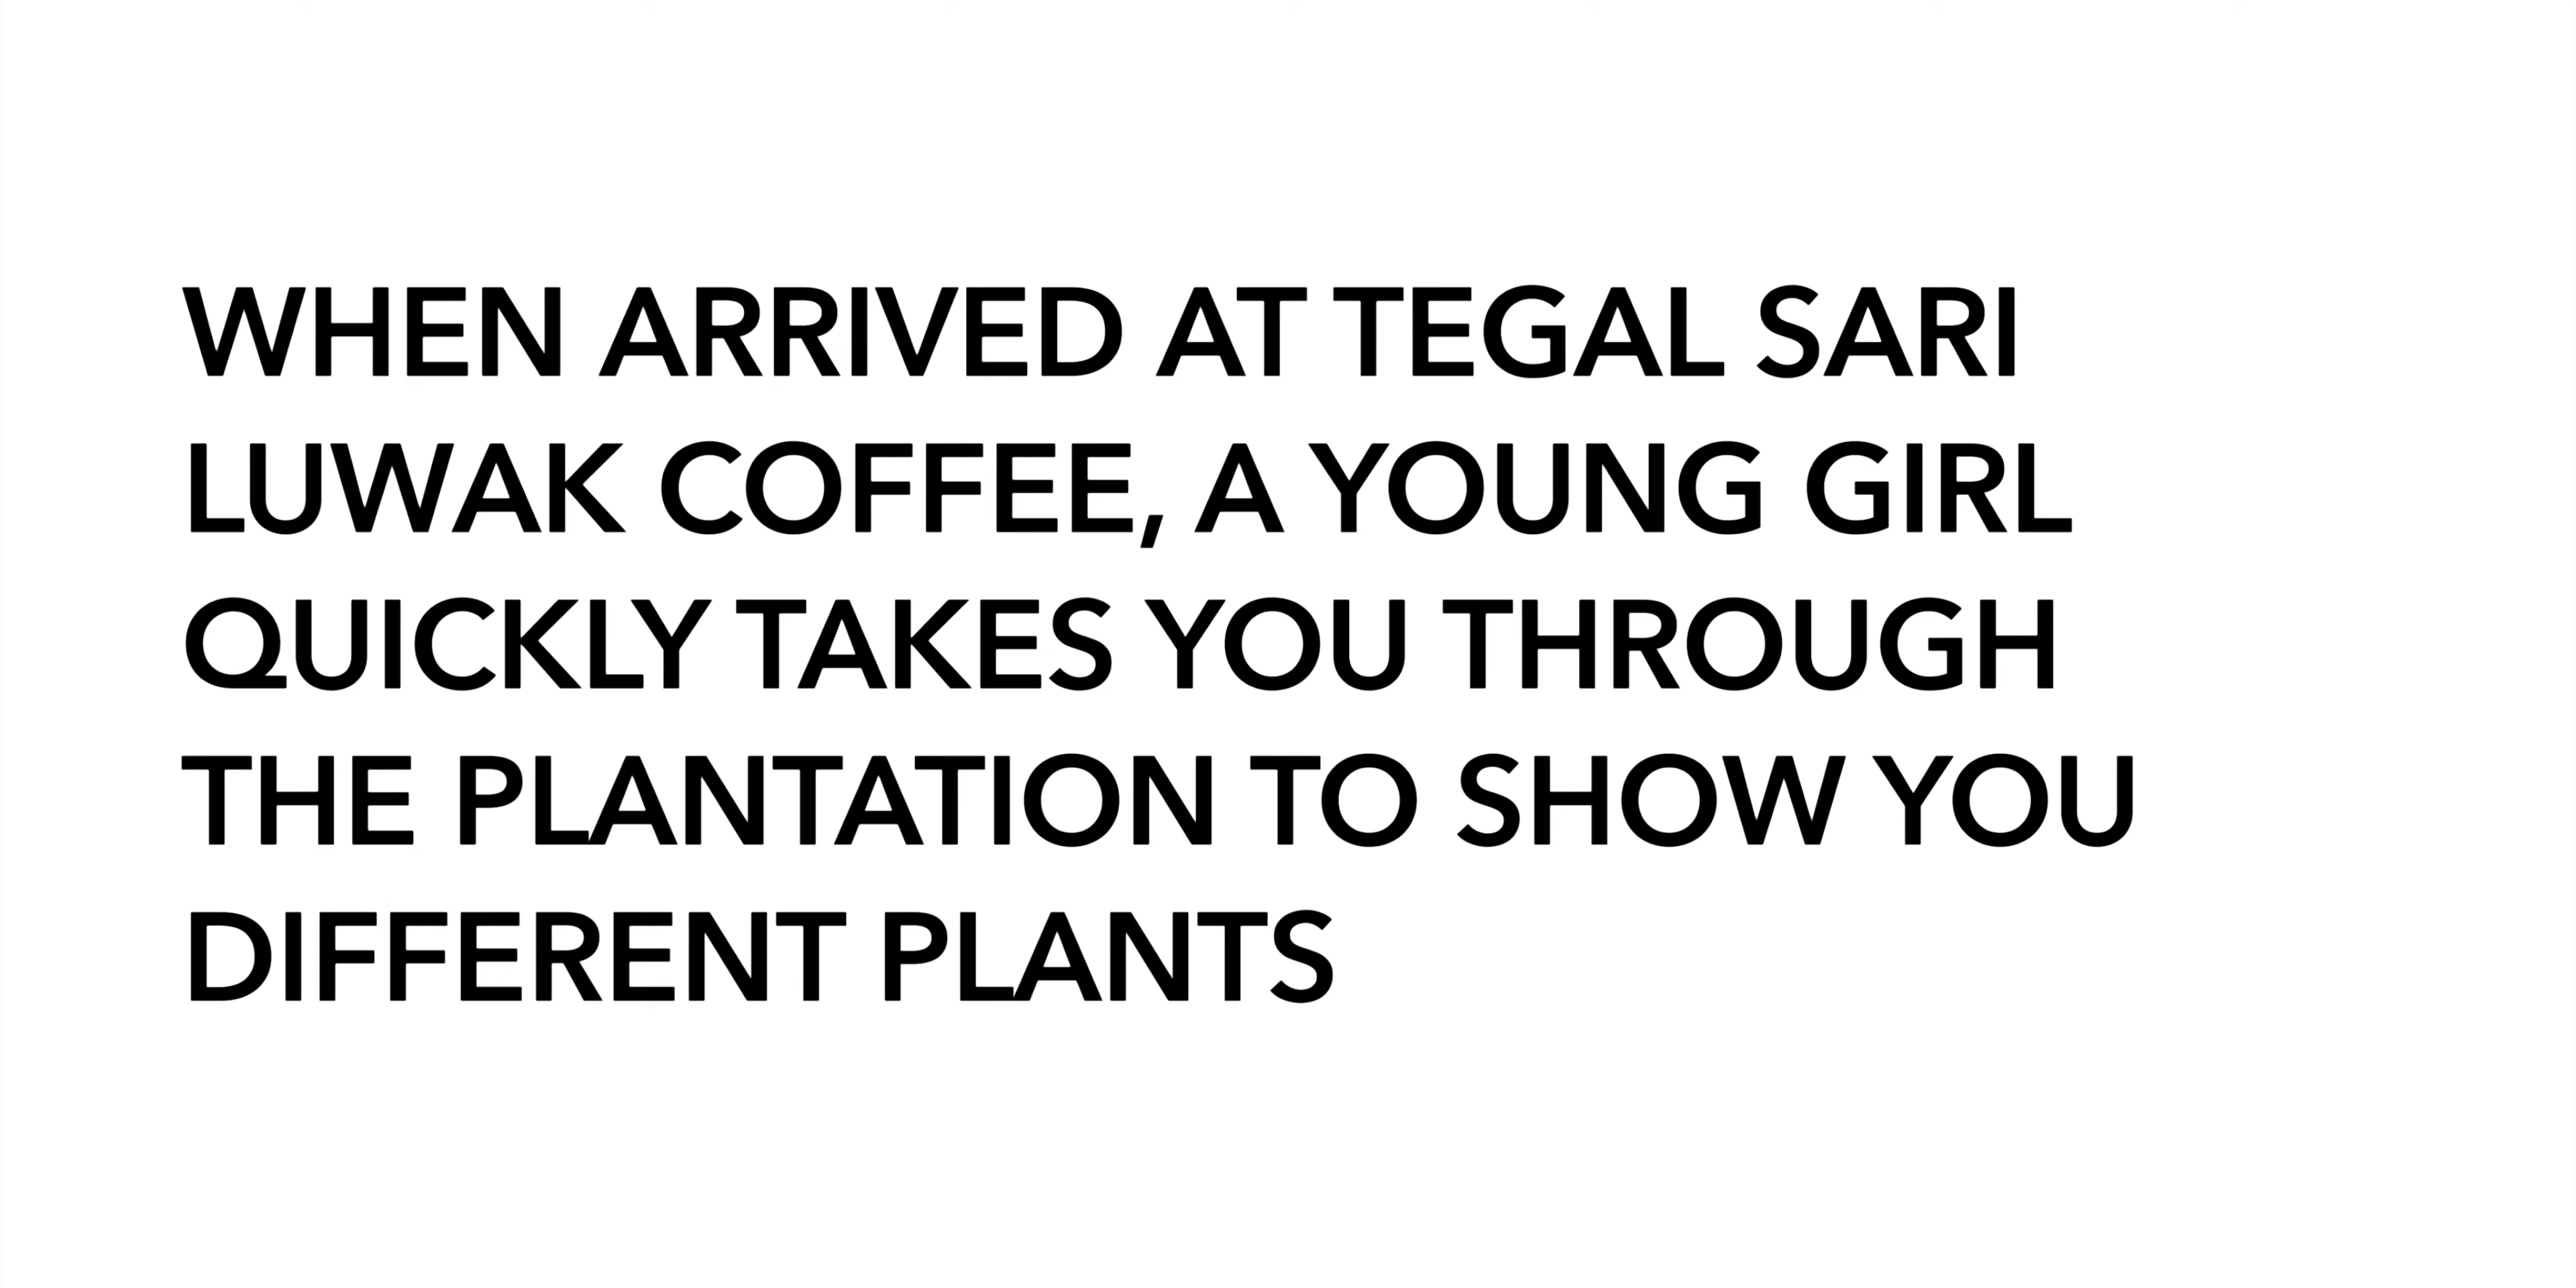 WHEN ARRIVED AT TEGAL SARI
LUWAK COFFEE, A YOUNG GIRL
QUICKLY TAKES YOU THROUGH
THE PLANTATION TO SHOW YOU
DIFFERENT PLANTS